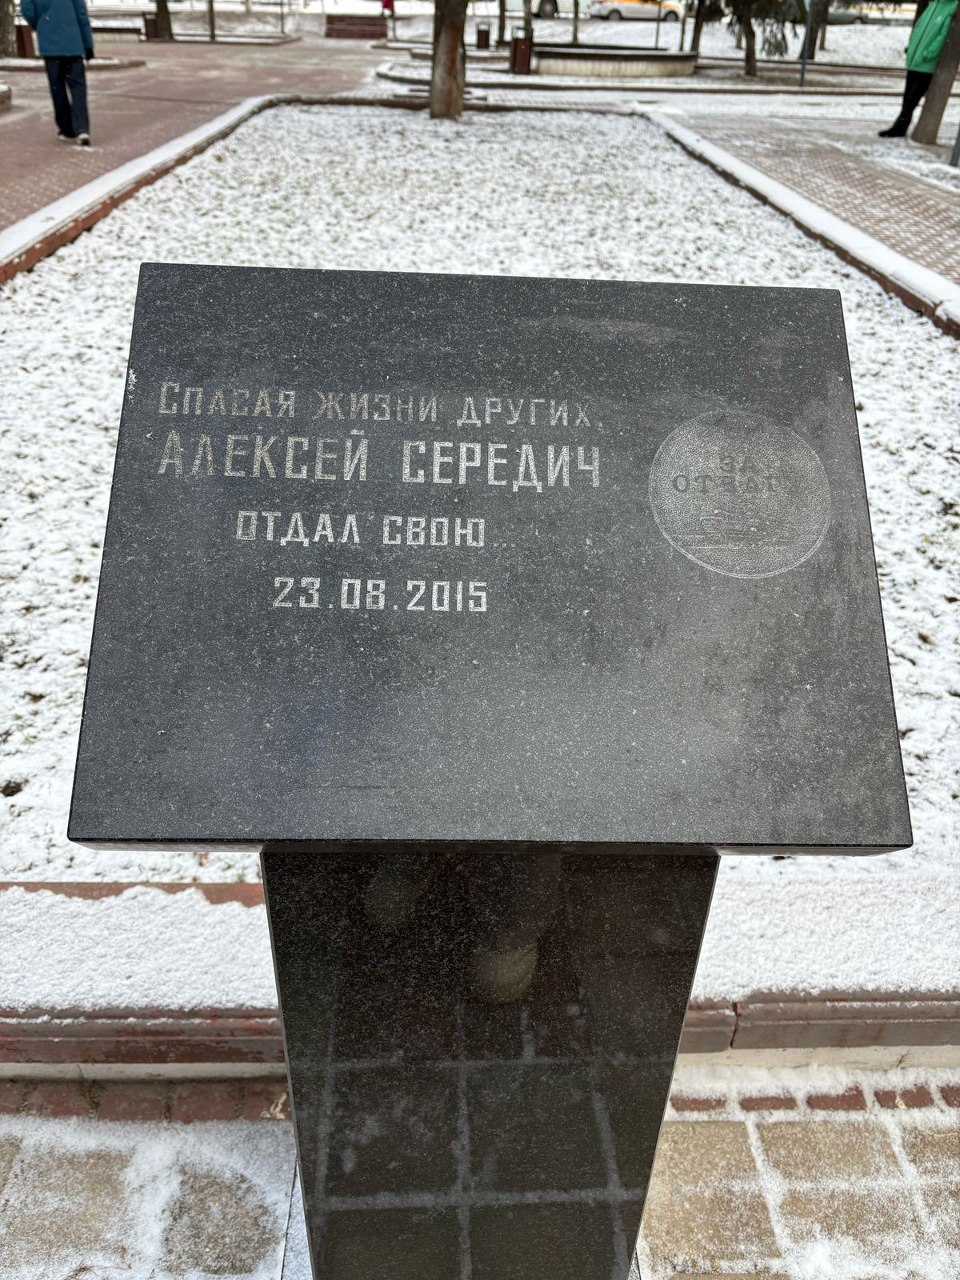 Спасая жизни других,
Алексей Середич
отдал свою...
23.08.2015